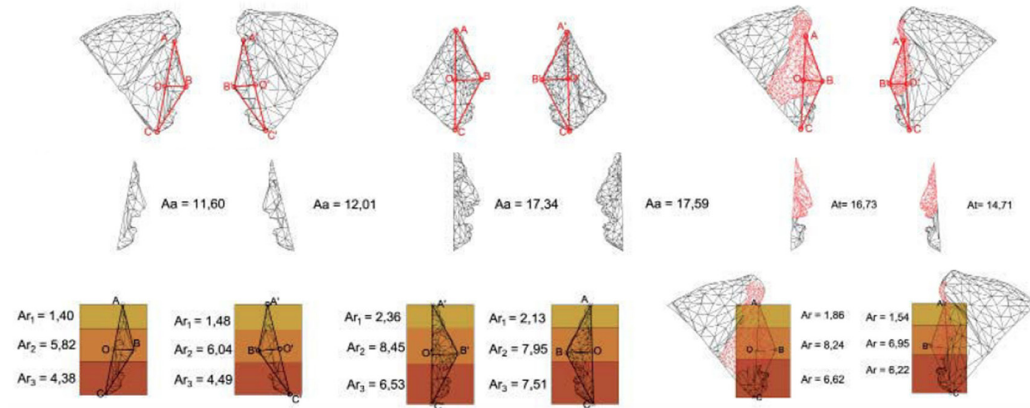 A A' A A' A A'
O B B' O' O B B' O' O B B' O'
C C' C C C C
Aa = 11,60 Aa = 12,01 Aa = 17,34 Aa = 17,59 At= 16,73 At= 14,71
A A' A' A A A'
Ar1 = 1,40 Ar1 = 1,48 Ar1 = 2,36 Ar1 = 2,13 Ar = 1,86 Ar = 1,54
Ar2 = 5,82 O B Ar2 = 6,04 B' O' Ar2 = 8,45 O' B' Ar2 = 7,95 B O O B Ar = 8,24 Ar = 6,95 B'
Ar3 = 4,38 Ar3 = 4,49 Ar3 = 6,53 Ar3 = 7,51 Ar = 6,62 Ar = 6,22
C C C' C C C